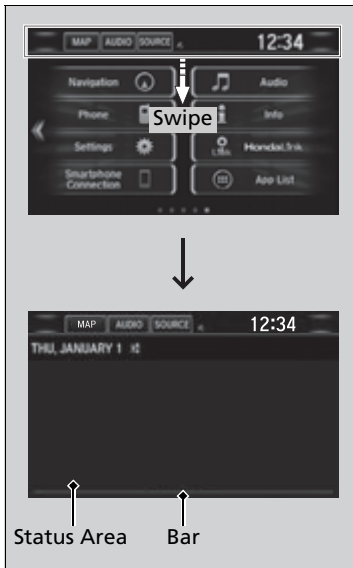 MAP AUDIO SOURCE 12:34
Navigation Audio
Swipe
Phone Info
Settings HondaLink
Smartphone
Connection
App List
MAP AUDIO SOURCE 12:34
THU, JANUARY 1
Status Area Bar